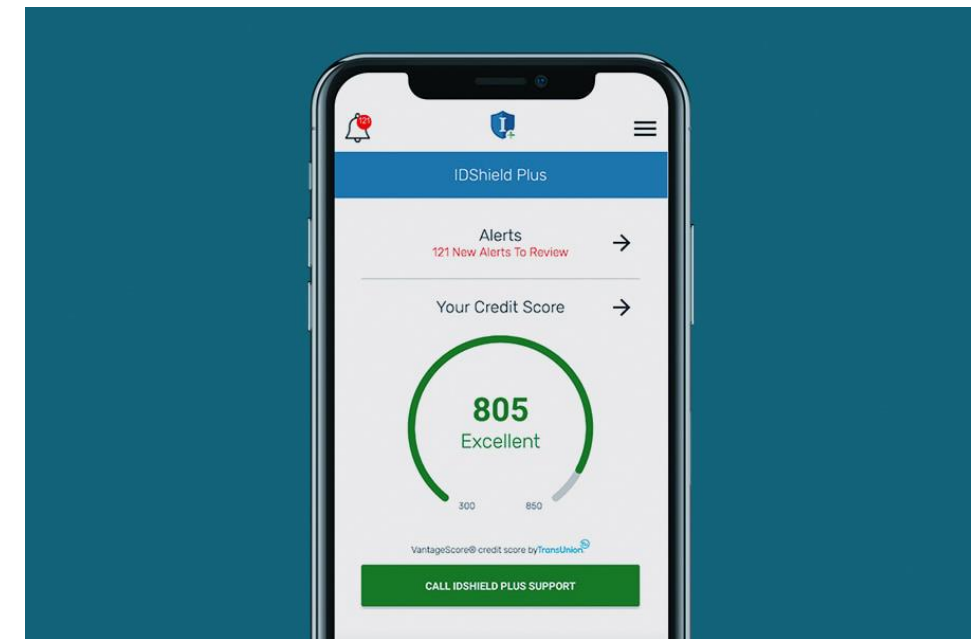 121
I
IDShield Plus
Alerts
121 New Alerts To Review
Your Credit Score
805
Excellent
300 850
VantageScore® credit score by TransUnion
CALL IDSHIELD PLUS SUPPORT